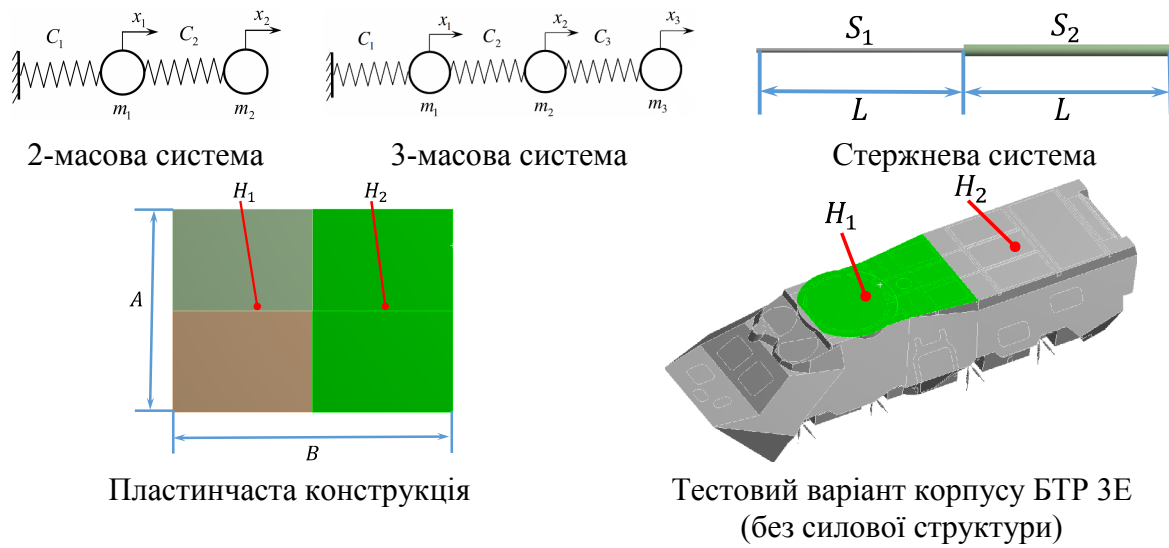 C₁ x₁ C₂ x₂
m₁ m₂
2-масова система
C₁ x₁ C₂ x₂ C₃ x₃
m₁ m₂ m₃
3-масова система
S₁ S₂
L L
Стержнева система
H₁ H₂
A
B
Пластинчаста конструкція
H₁ H₂
Тестовий варіант корпусу БТР 3Е
(без силової структури)